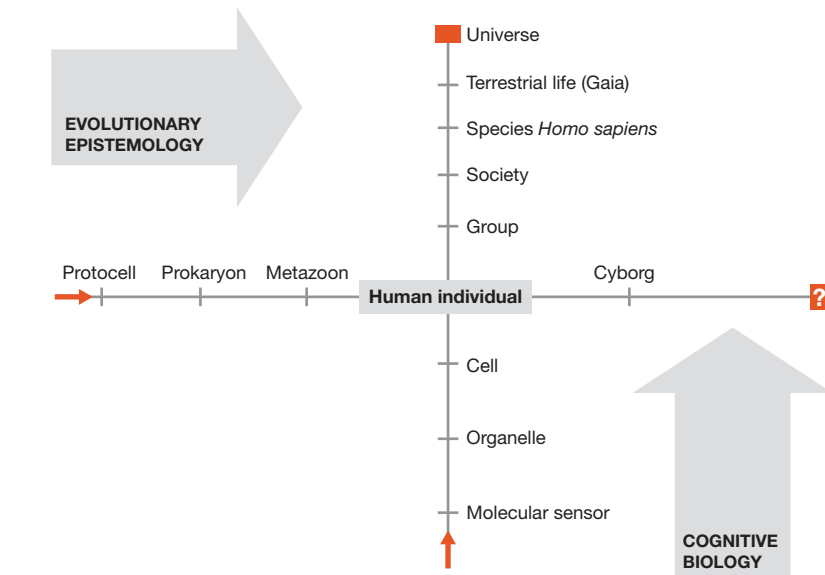 Universe
Terrestrial life (Gaia)
EVOLUTIONARY
EPISTEMOLOGY
Species Homo sapiens
Society
Group
Protocell
Prokaryon
Metazoon
Cyborg
Human individual
?
Cell
Organelle
Molecular sensor
COGNITIVE
BIOLOGY